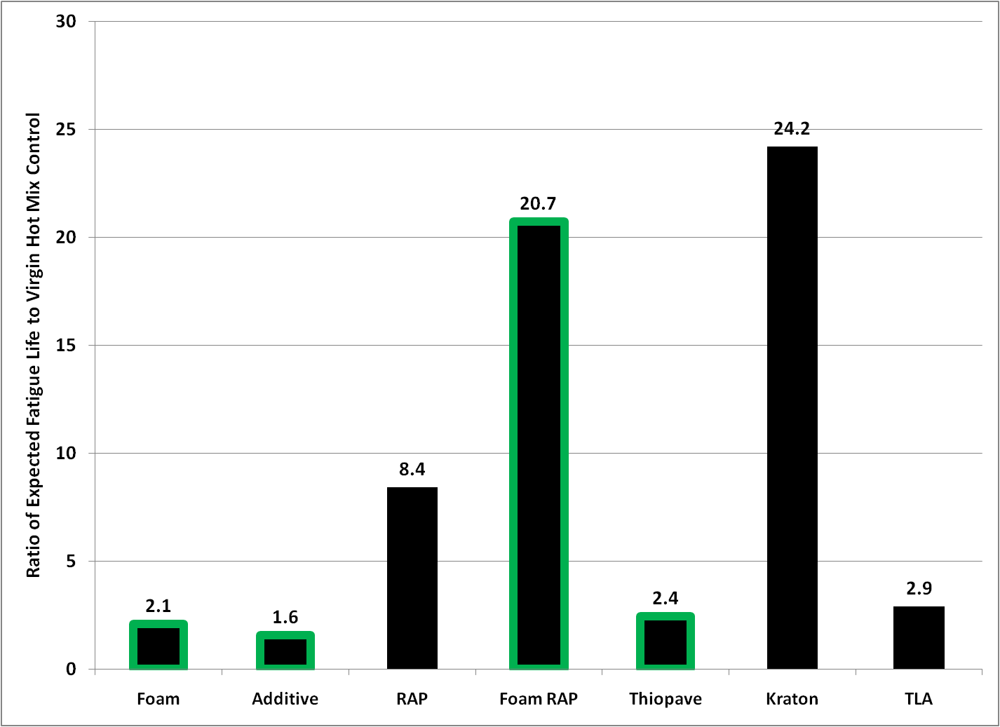 Ratio of Expected Fatigue Life to Virgin Hot Mix Control
30
25
20
15
10
5
0
2.1
1.6
8.4
20.7
2.4
24.2
2.9
Foam
Additive
RAP
Foam RAP
Thiopave
Kraton
TLA